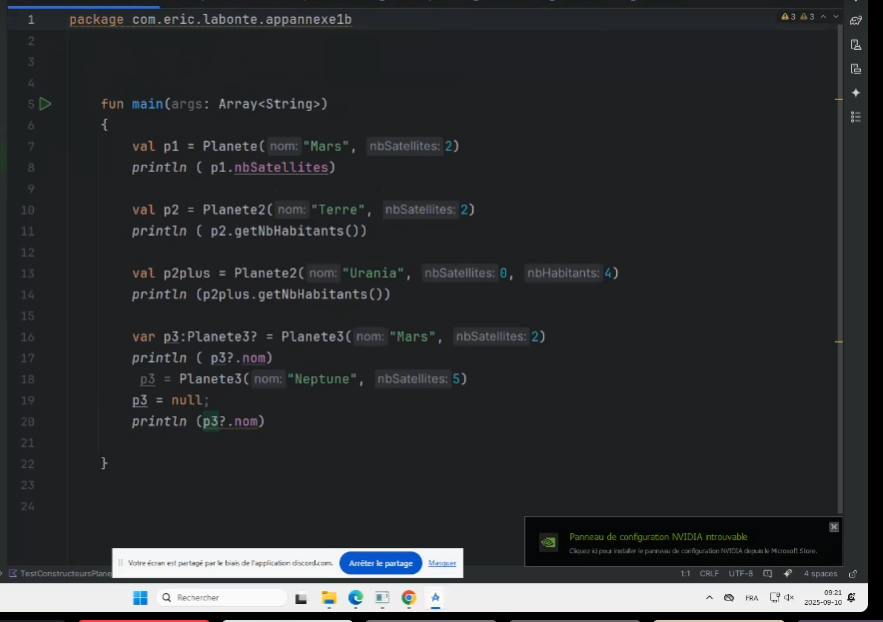 1 package com.eric.labonte.appannexe1b
3 3
2
3
4
5 fun main(args: Array<String>)
6 {
7 val p1 = Planete( nom: "Mars", nbSatellites: 2)
8 println ( p1.nbSatellites)
9
10 val p2 = Planete2( nom: "Terre", nbSatellites: 2)
11 println ( p2.getNbHabitants())
12
13 val p2plus = Planete2( nom: "Urania", nbSatellites: 0, nbHabitants: 4)
14 println (p2plus.getNbHabitants())
15
16 var p3:Planete3? = Planete3( nom: "Mars", nbSatellites: 2)
17 println ( p3?.nom)
18 p3 = Planete3( nom: "Neptune", nbSatellites: 5)
19 p3 = null;
20 println (p3?.nom)
21
22 }
23
24
Panneau de configuration NVIDIA introuvable
Cliquez ici pour installer le panneau de configuration NVIDIA depuis le Microsoft Store.
Votre écran est partagé par le biais de l'application discord.com. Arrêter le partage Masquer
TestConstructeursPlane 1:1 CRLF UTF-8 4 spaces
Rechercher FRA 09:21
2025-09-10